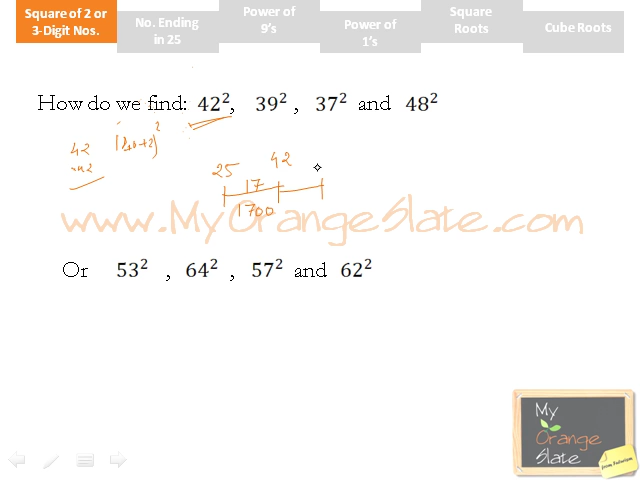 Square of 2 or
3-Digit Nos.
No. Ending
in 25
Power of
9's
Power of
1's
Square
Roots
Cube Roots
How do we find: 42², 39², 37² and 48²
42
(40+2)²
25 42
17
1700
www.MyOrangeSlate.com
Or 53², 64², 57² and 62²
My
Orange
Slate